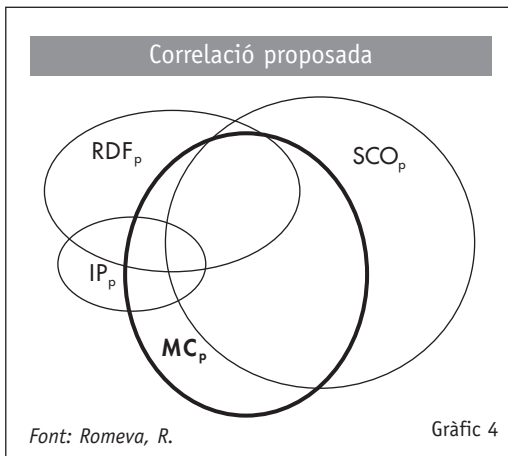 Correlació proposada
RDFp
SCOp
IPp
MCp
Font: Romeva, R.
Gràfic 4